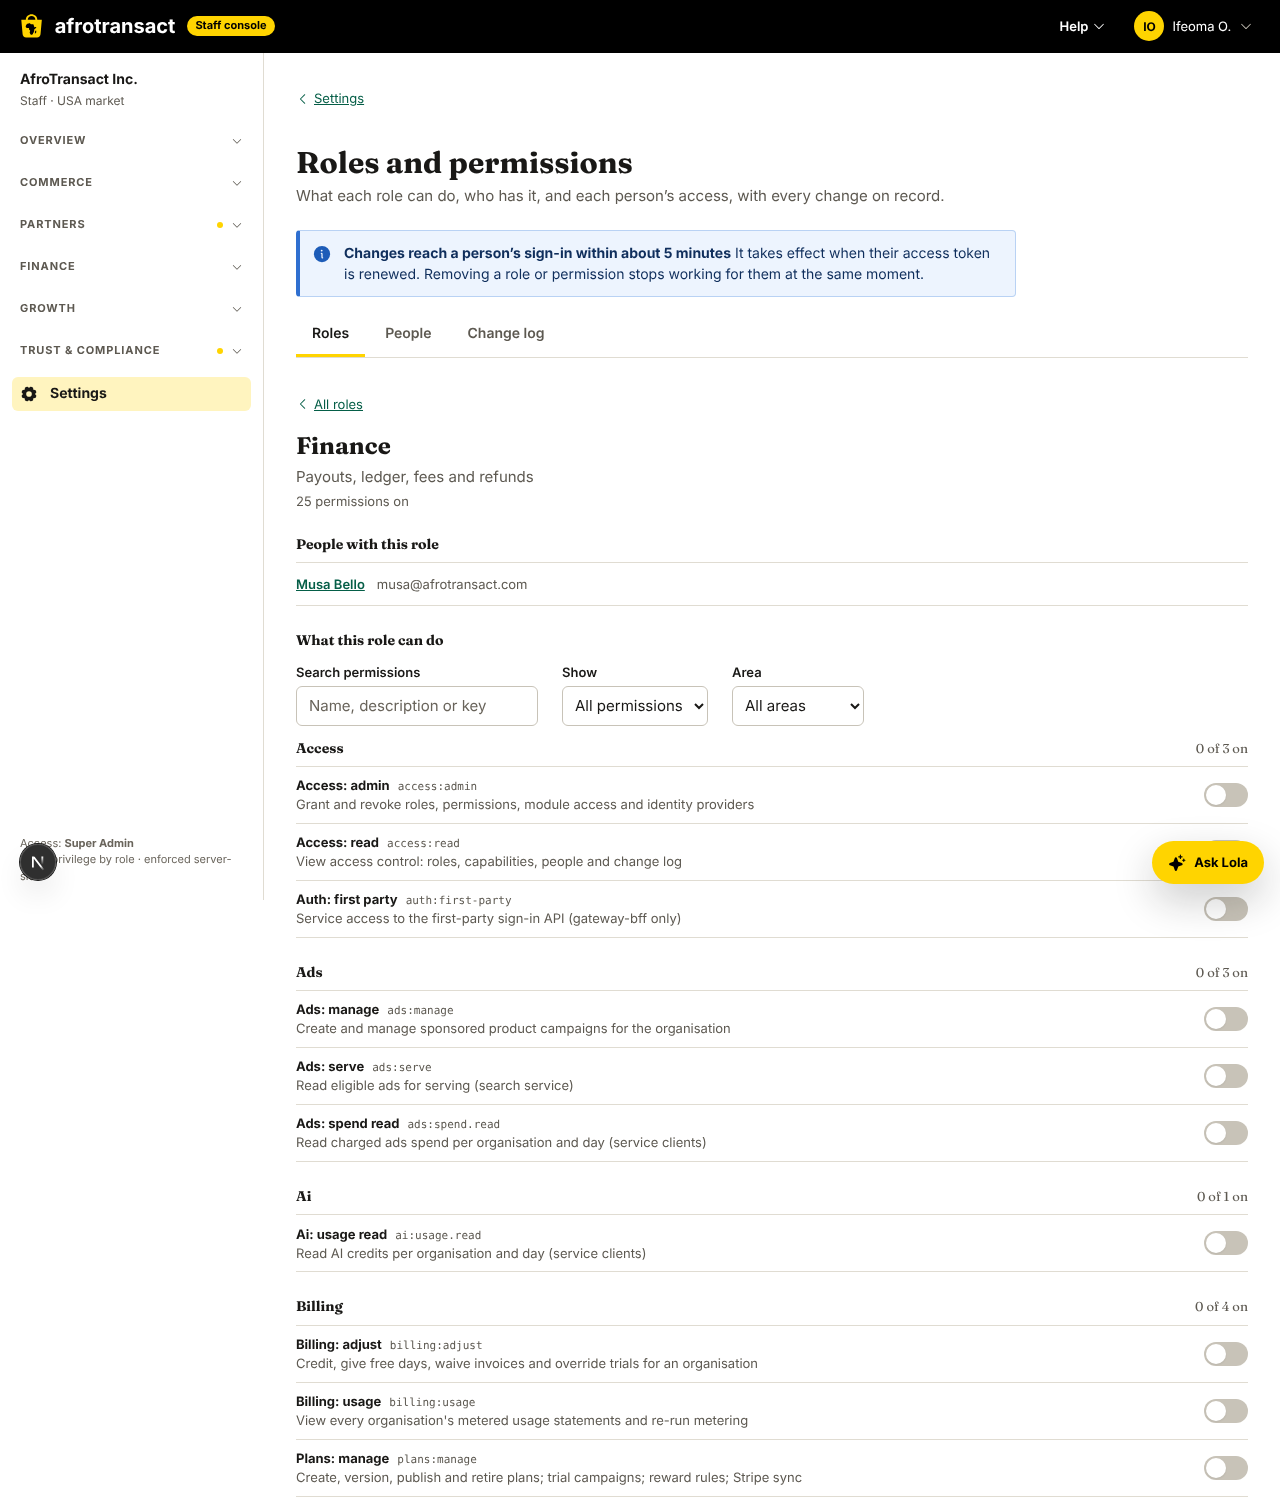 afrotransact Staff console Help IO Ifeoma O.
AfroTransact Inc.
Staff · USA market
OVERVIEW
COMMERCE
PARTNERS
FINANCE
GROWTH
TRUST & COMPLIANCE
Settings
Access: Super Admin
rivilege by role · enforced server-
N
Settings
Roles and permissions
What each role can do, who has it, and each person’s access, with every change on record.
Changes reach a person’s sign-in within about 5 minutes It takes effect when their access token
is renewed. Removing a role or permission stops working for them at the same moment.
Roles People Change log
All roles
Finance
Payouts, ledger, fees and refunds
25 permissions on
People with this role
Musa Bello musa@afrotransact.com
What this role can do
Search permissions Show Area
Name, description or key All permissions All areas
Access 0 of 3 on
Access: admin access:admin
Grant and revoke roles, permissions, module access and identity providers
Access: read access:read
View access control: roles, capabilities, people and change log
Ask Lola
Auth: first party auth:first-party
Service access to the first-party sign-in API (gateway-bff only)
Ads 0 of 3 on
Ads: manage ads:manage
Create and manage sponsored product campaigns for the organisation
Ads: serve ads:serve
Read eligible ads for serving (search service)
Ads: spend read ads:spend.read
Read charged ads spend per organisation and day (service clients)
Ai 0 of 1 on
Ai: usage read ai:usage.read
Read AI credits per organisation and day (service clients)
Billing 0 of 4 on
Billing: adjust billing:adjust
Credit, give free days, waive invoices and override trials for an organisation
Billing: usage billing:usage
View every organisation's metered usage statements and re-run metering
Plans: manage plans:manage
Create, version, publish and retire plans; trial campaigns; reward rules; Stripe sync